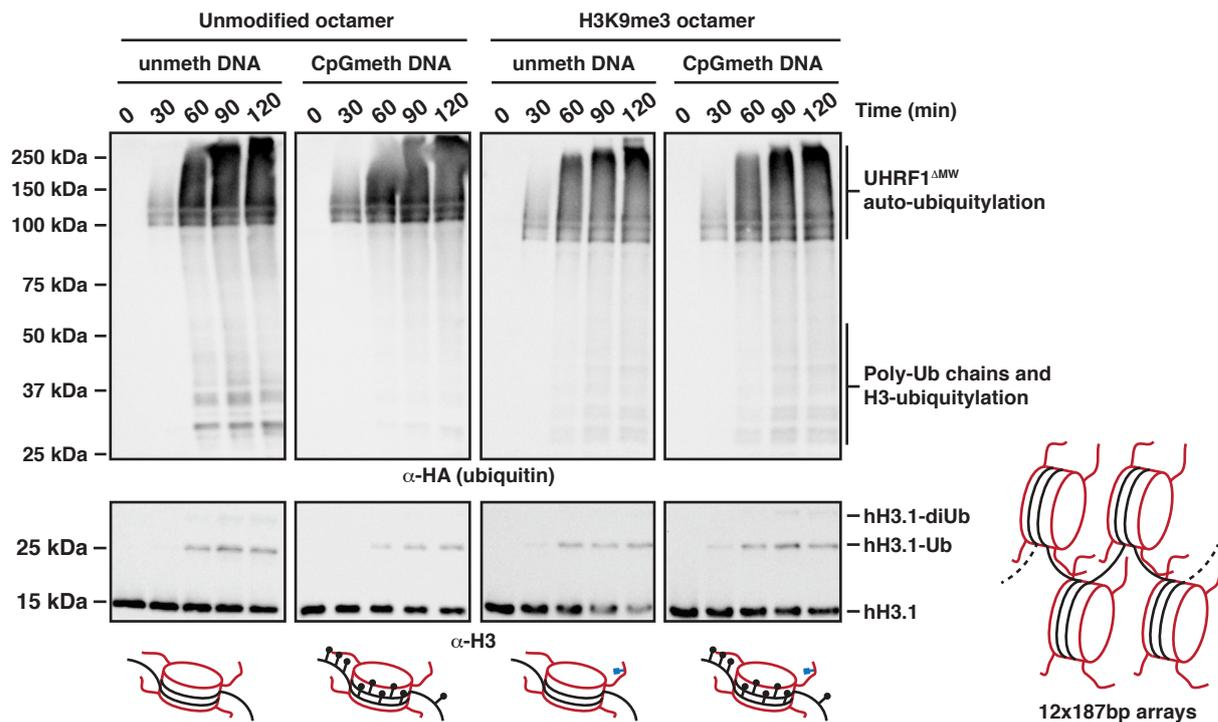 Unmodified octamer H3K9me3 octamer
unmeth DNA CpGmeth DNA unmeth DNA CpGmeth DNA
0 30 60 90 120 0 30 60 90 120 0 30 60 90 120 0 30 60 90 120 Time (min)
250 kDa
150 kDa
100 kDa
75 kDa
50 kDa
37 kDa
25 kDa
UHRF1ΔMW
auto-ubiquitylation
Poly-Ub chains and
H3-ubiquitylation
α-HA (ubiquitin)
25 kDa
15 kDa
hH3.1-diUb
hH3.1-Ub
hH3.1
α-H3
12x187bp arrays